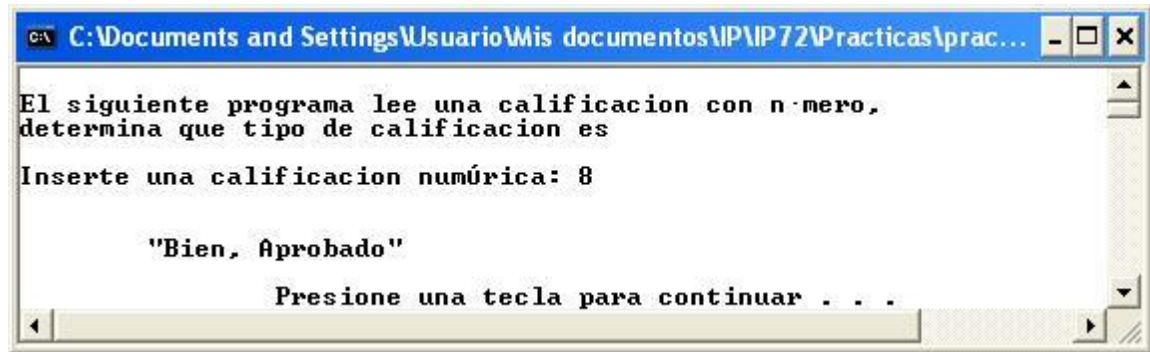 C:\Documents and Settings\Usuario\Mis documentos\IP\IP72\Practicas\prac...
El siguiente programa lee una calificacion con n·mero,
determina que tipo de calificacion es
Inserte una calificacion numÚrica: 8
"Bien, Aprobado"
Presione una tecla para continuar . . .